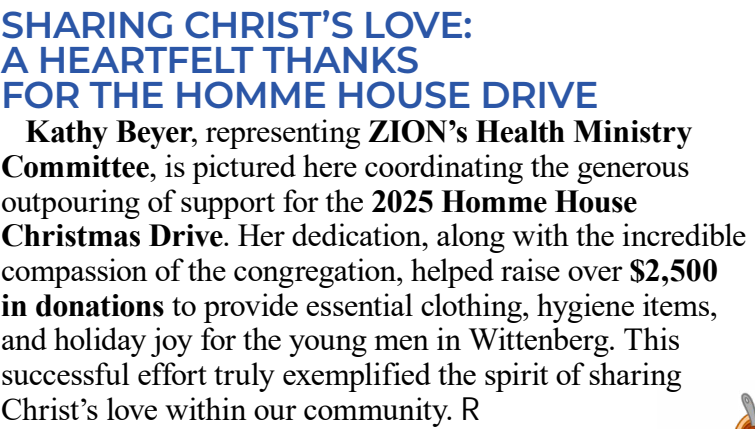 SHARING CHRIST’S LOVE:
A HEARTFELT THANKS
FOR THE HOMME HOUSE DRIVE
Kathy Beyer, representing ZION’s Health Ministry
Committee, is pictured here coordinating the generous
outpouring of support for the 2025 Homme House
Christmas Drive. Her dedication, along with the incredible
compassion of the congregation, helped raise over $2,500
in donations to provide essential clothing, hygiene items,
and holiday joy for the young men in Wittenberg. This
successful effort truly exemplified the spirit of sharing
Christ’s love within our community. R